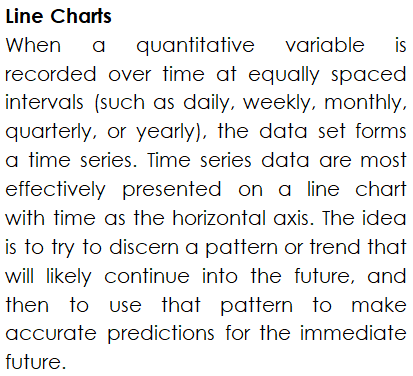 Line Charts
When a quantitative variable is
recorded over time at equally spaced
intervals (such as daily, weekly, monthly,
quarterly, or yearly), the data set forms
a time series. Time series data are most
effectively presented on a line chart
with time as the horizontal axis. The idea
is to try to discern a pattern or trend that
will likely continue into the future, and
then to use that pattern to make
accurate predictions for the immediate
future.